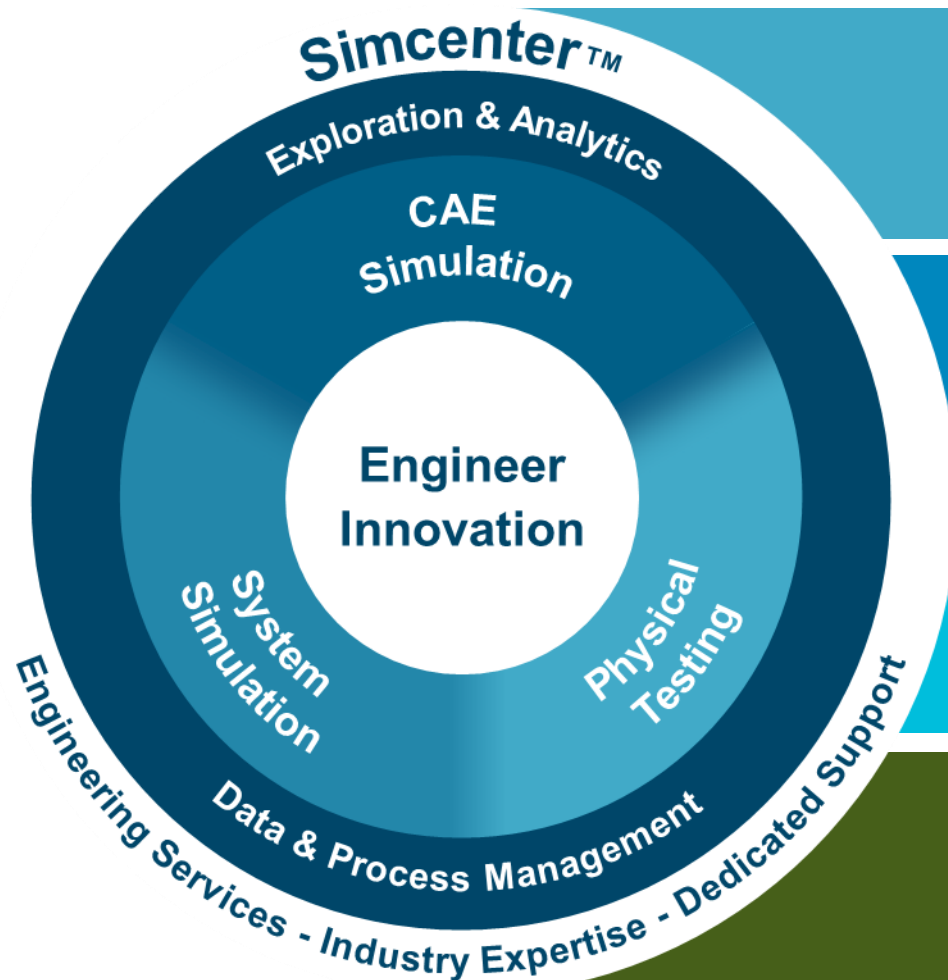 Simcenter™
Exploration & Analytics
CAE
Simulation
Engineer
Innovation
System
Simulation
Physical
Testing
Data & Process Management
Engineering Services - Industry Expertise - Dedicated Support